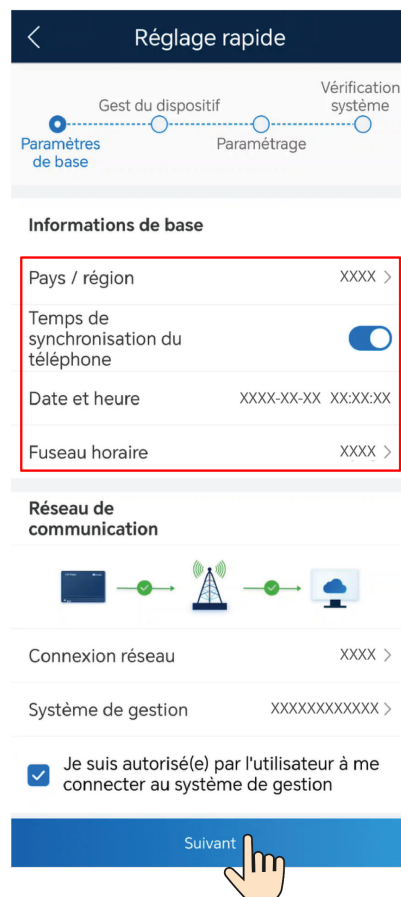 Réglage rapide
Vérification
Gest du dispositif
système
Paramètres
Paramétrage
de base
Informations de base
Pays / région XXXX
Temps de
synchronisation du
téléphone
Date et heure XXXX-XX-XX XX:XX:XX
Fuseau horaire XXXX
Réseau de
communication
Connexion réseau XXXX
Système de gestion XXXXXXXXXXXX
Je suis autorisé(e) par l'utilisateur à me
connecter au système de gestion
Suivant